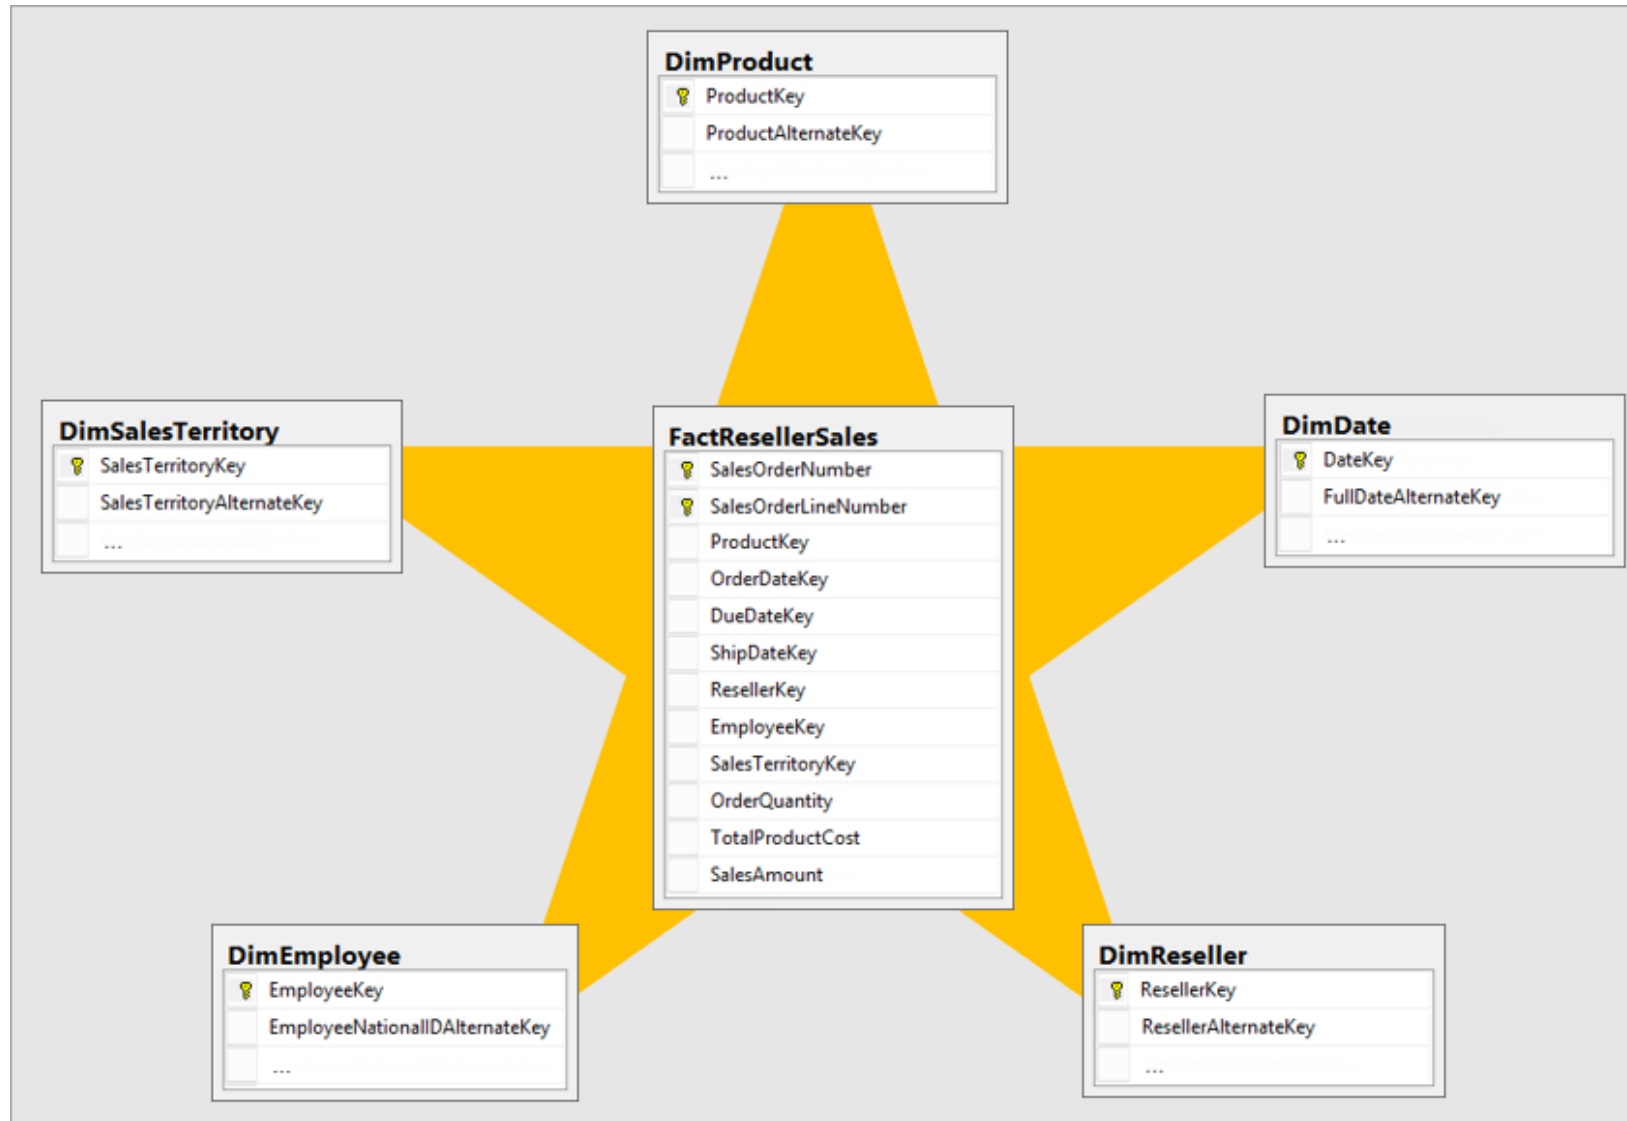 DimProduct
ProductKey
ProductAlternateKey
...
DimSalesTerritory
SalesTerritoryKey
SalesTerritoryAlternateKey
...
FactResellerSales
SalesOrderNumber
SalesOrderLineNumber
ProductKey
OrderDateKey
DueDateKey
ShipDateKey
ResellerKey
EmployeeKey
SalesTerritoryKey
OrderQuantity
TotalProductCost
SalesAmount
DimDate
DateKey
FullDateAlternateKey
...
DimEmployee
EmployeeKey
EmployeeNationalIDAlternateKey
...
DimReseller
ResellerKey
ResellerAlternateKey
...